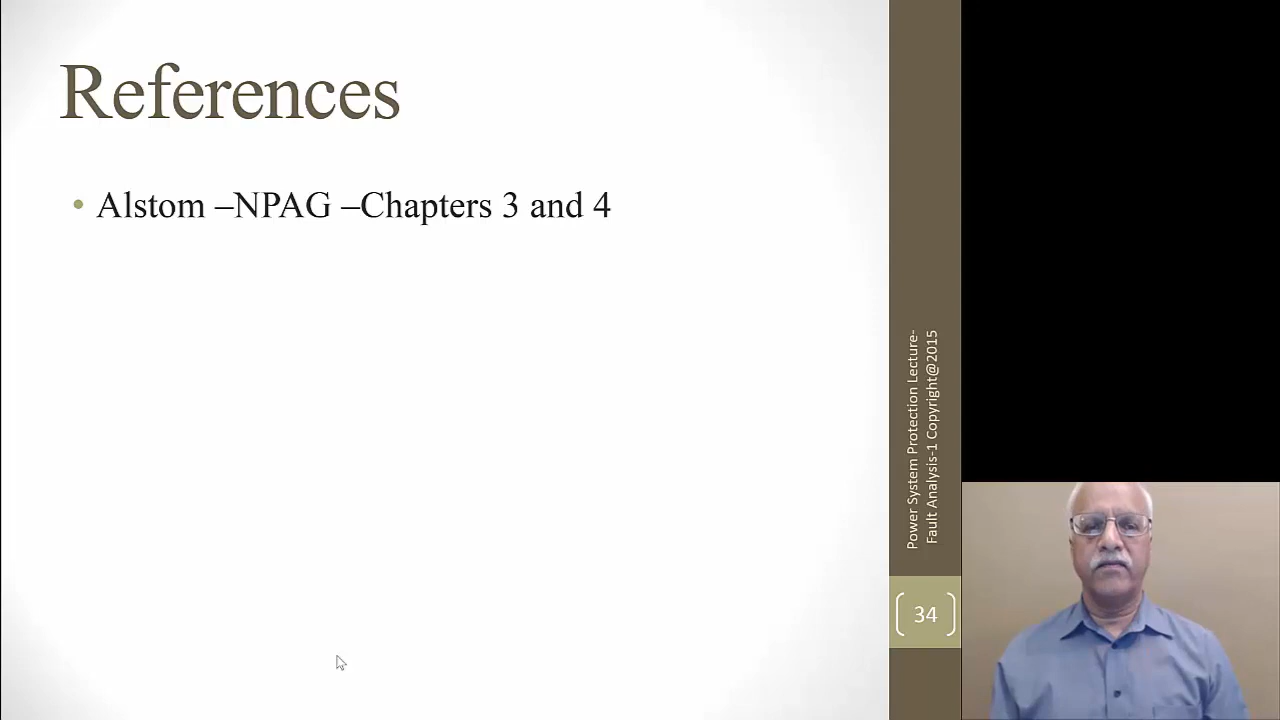 References
• Alstom –NPAG –Chapters 3 and 4
Power System Protection Lecture-
Fault Analysis-1 Copyright@2015
34